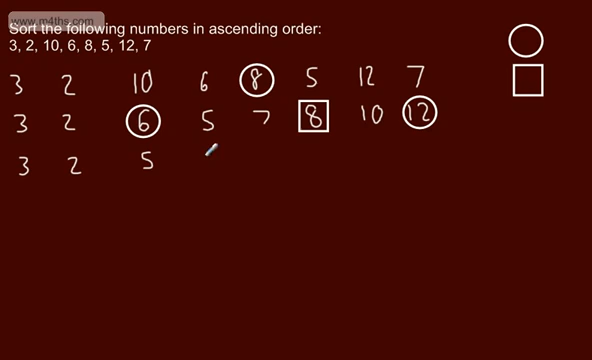 www.m4ths.com
Sort the following numbers in ascending order:
3, 2, 10, 6, 8, 5, 12, 7
3 2 10 6 8 5 12 7
3 2 6 5 7 8 10 12
3 2 5